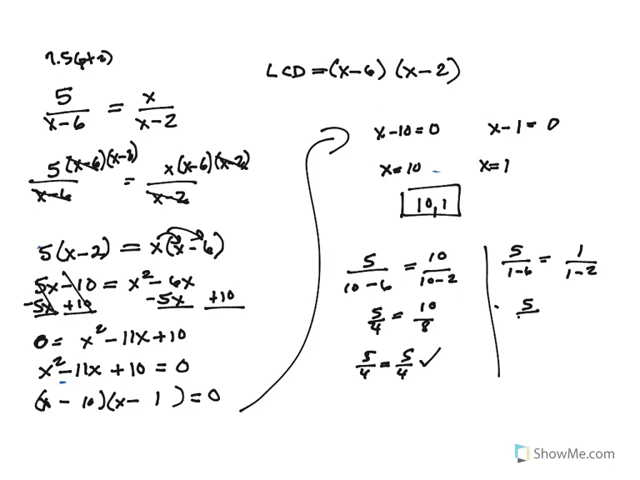 7.5(p+2)
5/(x-6) = x/(x-2)
5(x-6)(x-2)/(x-6) = x(x-6)(x-2)/(x-2)
5(x-2) = x(x-6)
5x-10 = x²-6x
-5x +10 -5x +10
0 = x²-11x+10
x²-11x+10 = 0
(x-10)(x-1) = 0
LCD = (x-6)(x-2)
x-10=0 x-1=0
x=10 x=1
10,1
5/(10-6) = 10/(10-2)
5/4 = 10/8
5/4 = 5/4 ✓
5/(1-6) = 1/(1-2)
5/
ShowMe.com